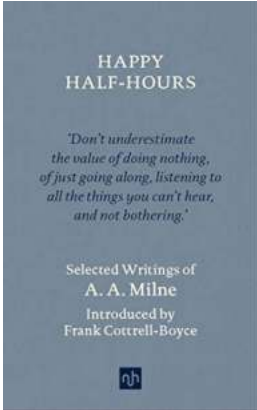 HAPPY
HALF-HOURS
'Don't underestimate
the value of doing nothing,
of just going along, listening to
all the things you can't hear,
and not bothering.'
Selected Writings of
A. A. Milne
Introduced by
Frank Cottrell-Boyce
nh